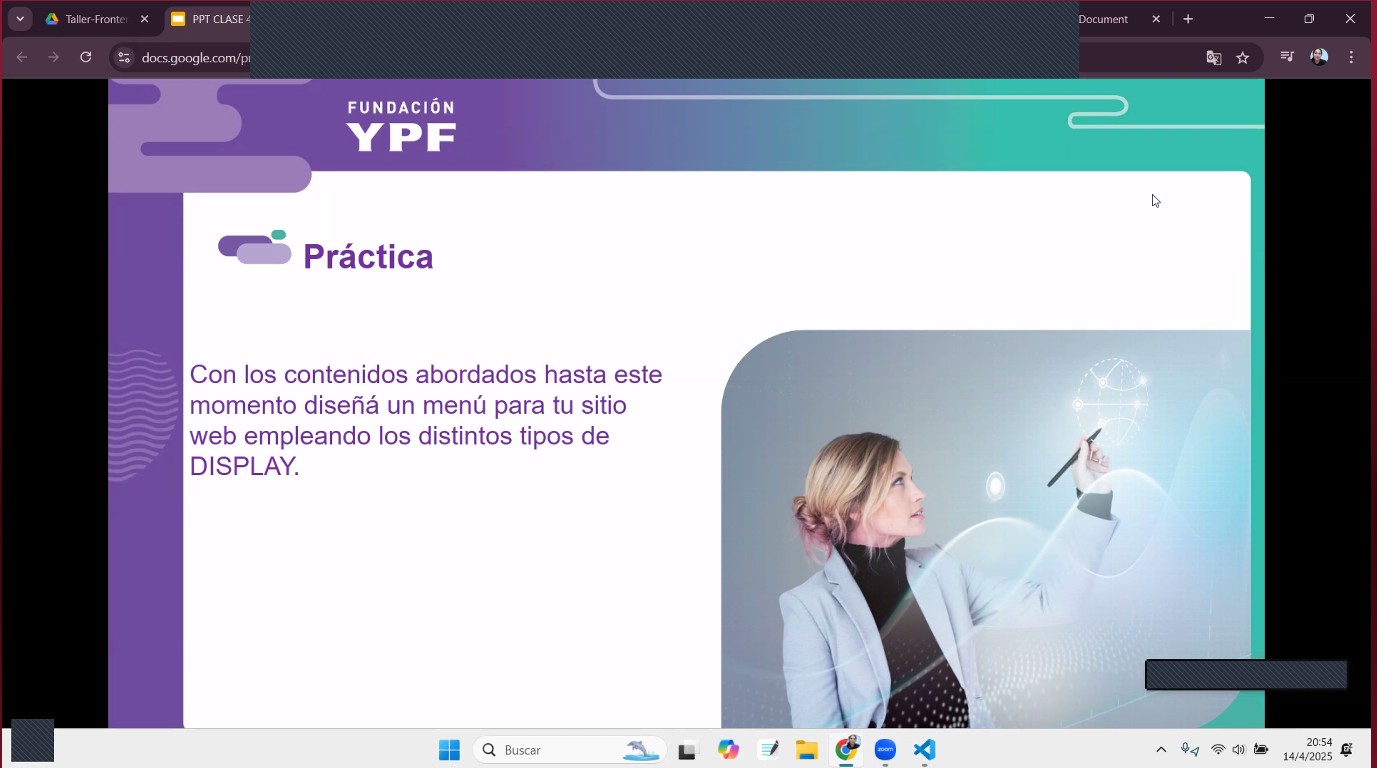 Taller-Fronte
PPT CLASE 4
Document
docs.google.com/pr
FUNDACIÓN
YPF
Práctica
Con los contenidos abordados hasta este
momento diseñá un menú para tu sitio
web empleando los distintos tipos de
DISPLAY.
Buscar
zoom
20:54
14/4/2025